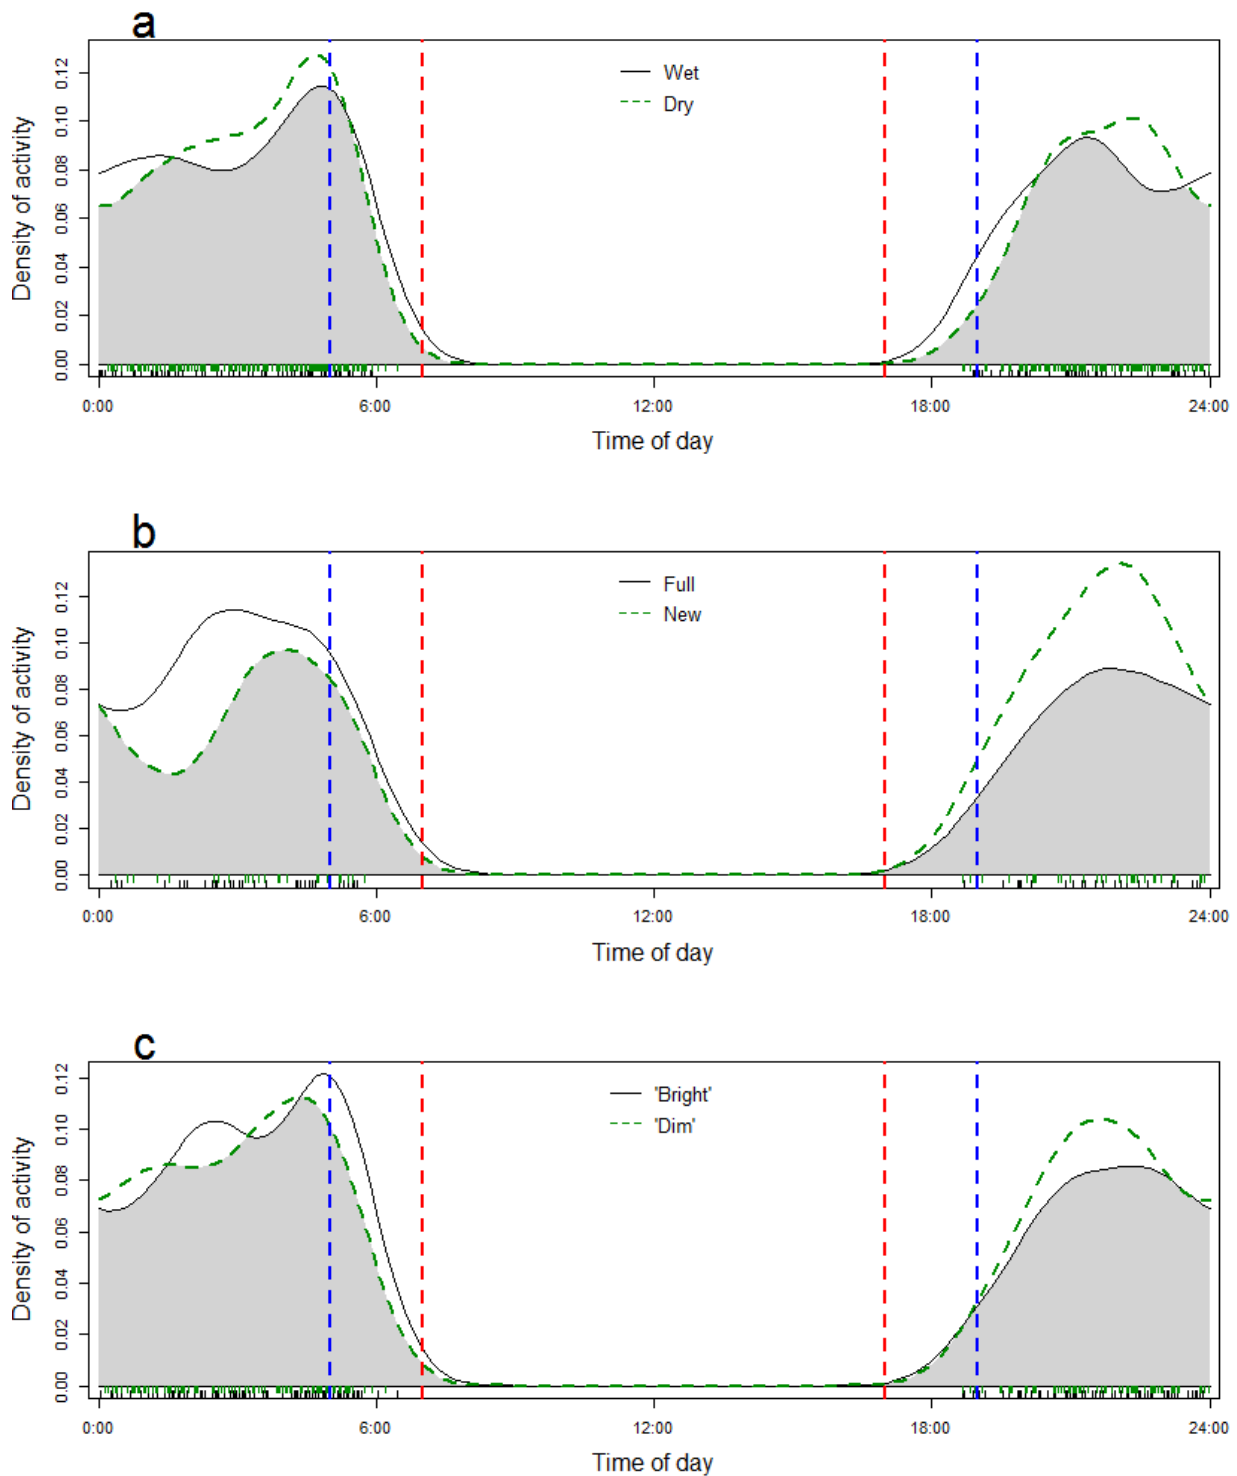 a
Density of activity
0.00 0.02 0.04 0.06 0.08 0.10 0.12
Wet
Dry
0:00 6:00 12:00 18:00 24:00
Time of day
b
Density of activity
0.00 0.02 0.04 0.06 0.08 0.10 0.12
Full
New
0:00 6:00 12:00 18:00 24:00
Time of day
c
Density of activity
0.00 0.02 0.04 0.06 0.08 0.10 0.12
'Bright'
'Dim'
0:00 6:00 12:00 18:00 24:00
Time of day